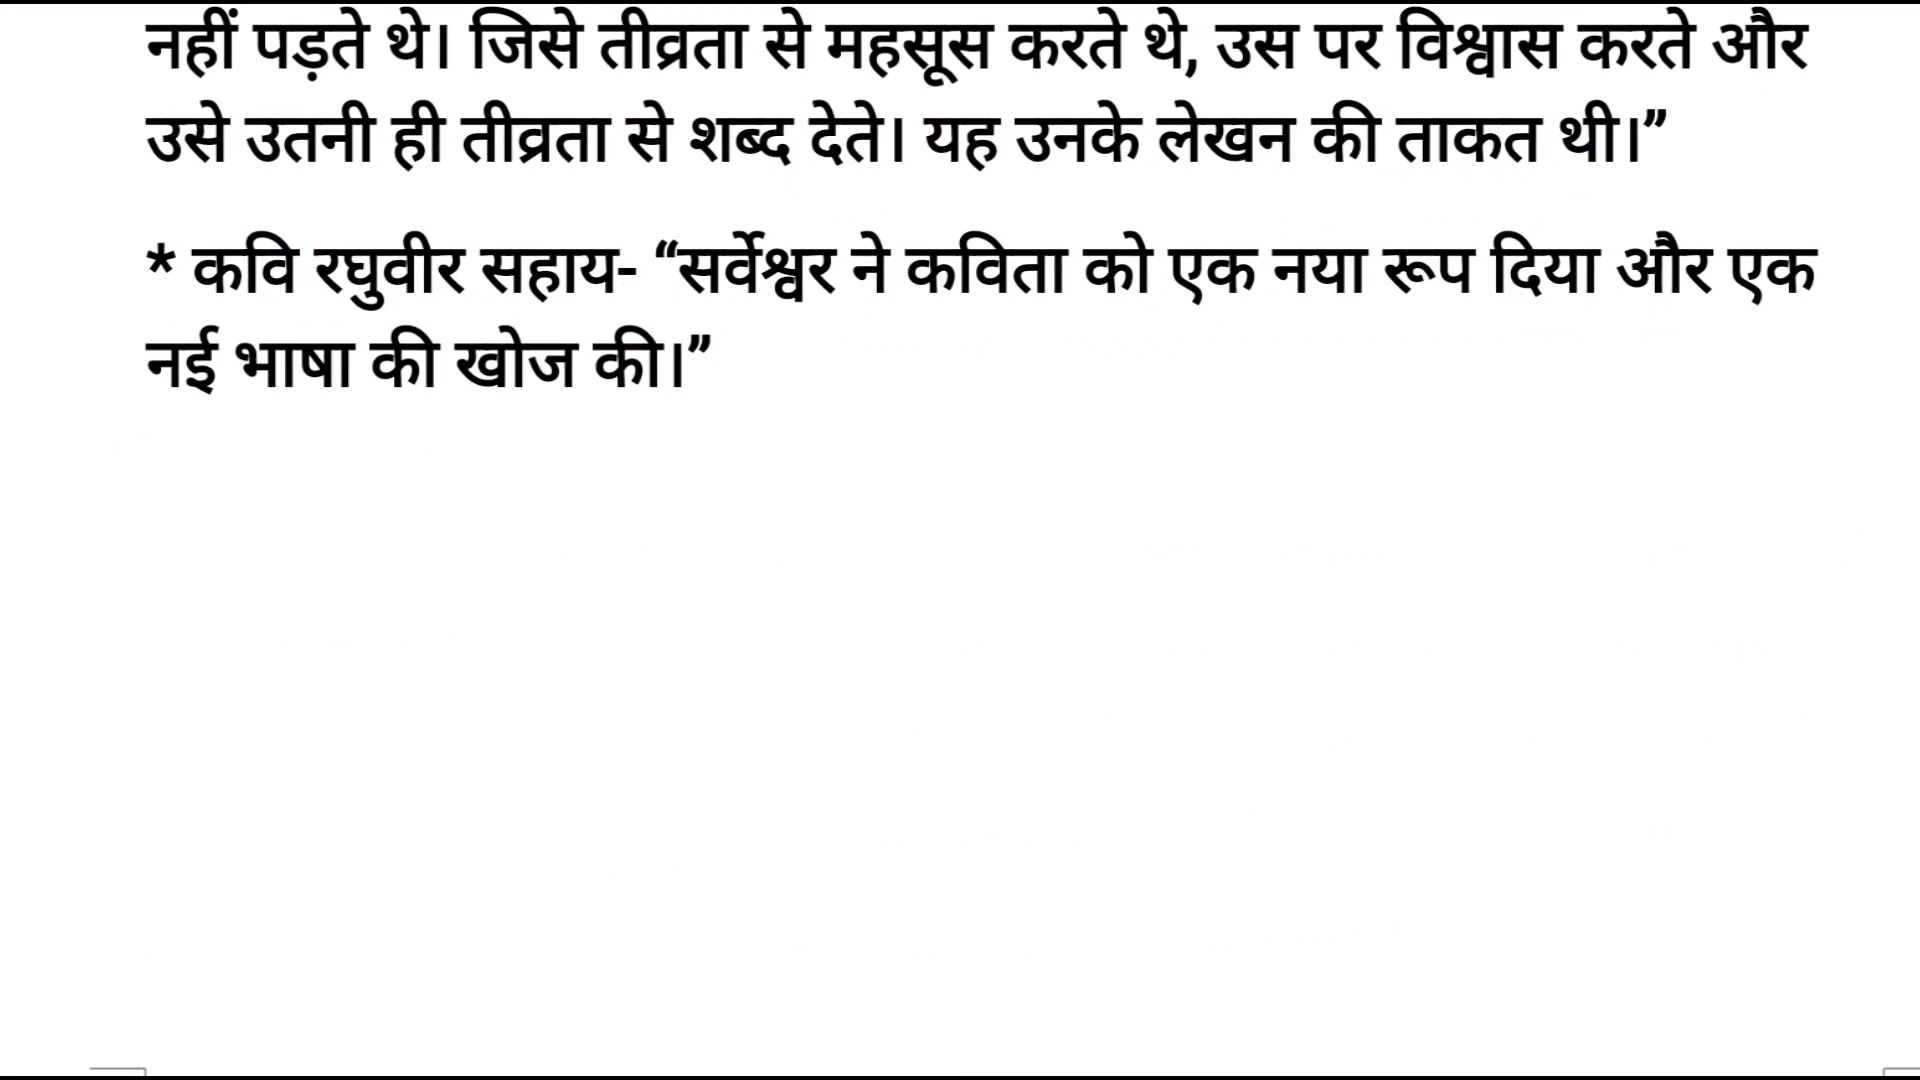 नहीं पड़ते थे। जिसे तीव्रता से महसूस करते थे, उस पर विश्वास करते और
उसे उतनी ही तीव्रता से शब्द देते। यह उनके लेखन की ताकत थी।”
* कवि रघुवीर सहाय- “सर्वेश्वर ने कविता को एक नया रूप दिया और एक
नई भाषा की खोज की।”